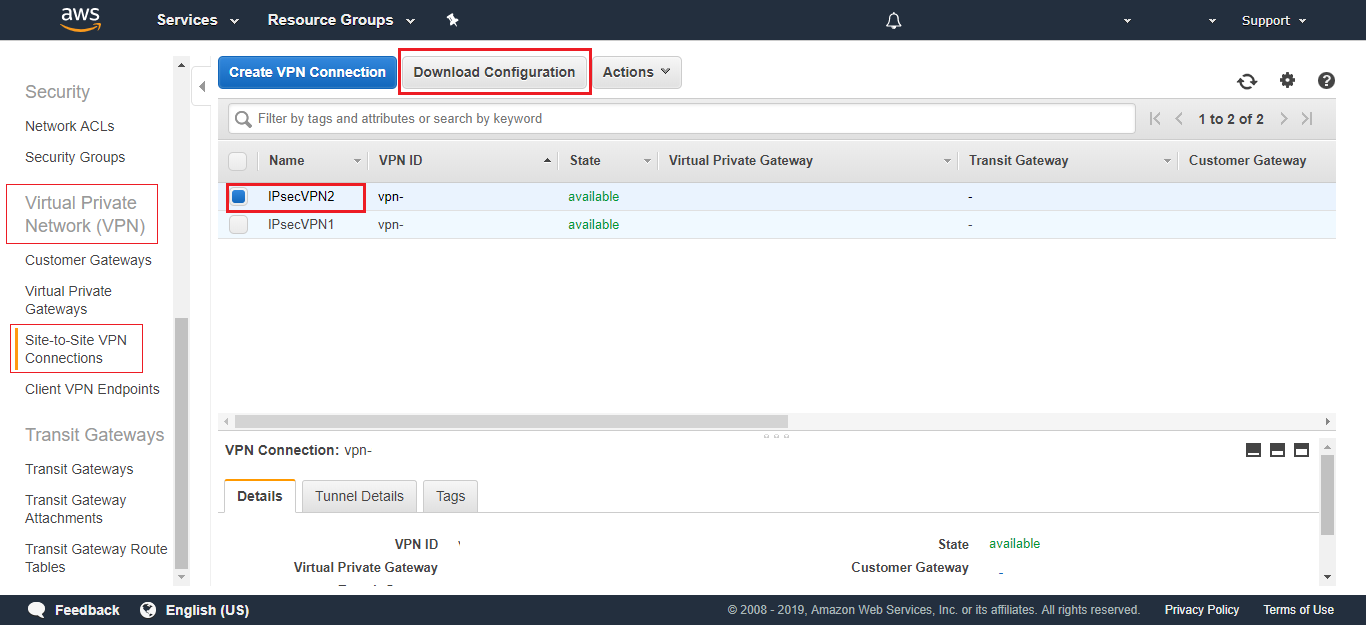 aws
Services
Resource Groups
Support
Security
Network ACLs
Security Groups
Virtual Private
Network (VPN)
Customer Gateways
Virtual Private
Gateways
Site-to-Site VPN
Connections
Client VPN Endpoints
Transit Gateways
Transit Gateways
Transit Gateway
Attachments
Transit Gateway Route
Tables
Create VPN Connection
Download Configuration
Actions
Filter by tags and attributes or search by keyword
1 to 2 of 2
Name VPN ID State Virtual Private Gateway Transit Gateway Customer Gateway
IPsecVPN2 vpn- available -
IPsecVPN1 vpn- available -
VPN Connection: vpn-
Details
Tunnel Details
Tags
VPN ID
State available
Virtual Private Gateway
Customer Gateway
Feedback
English (US)
© 2008 - 2019, Amazon Web Services, Inc. or its affiliates. All rights reserved.
Privacy Policy
Terms of Use